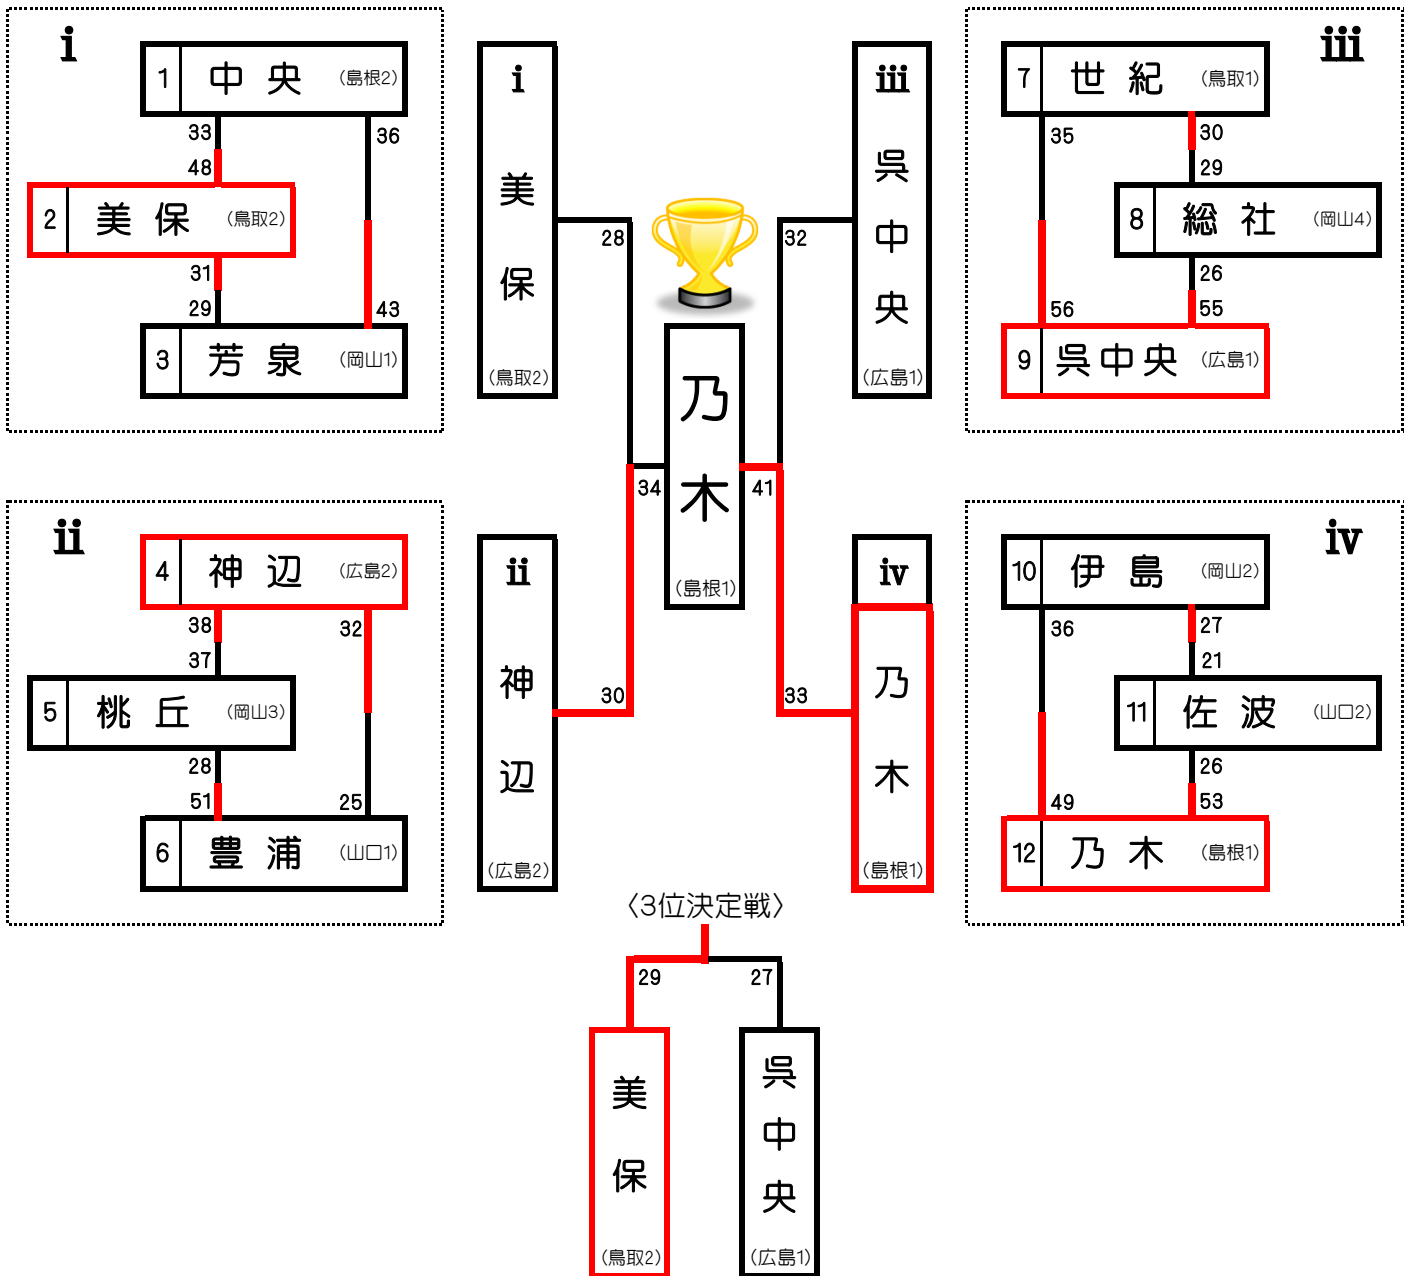 i
1 中央 (島根2)
33 36
48
2 美保 (鳥取2)
31
29 43
3 芳泉 (岡山1)
ii
4 神辺 (広島2)
38 32
37
5 桃丘 (岡山3)
28
51 25
6 豊浦 (山口1)
i
美保
(鳥取2)
28
ii
神辺
(広島2)
30
34
乃木
(島根1)
41
iii
呉中央
(広島1)
32
iv
乃木
(島根1)
33
iii
7 世紀 (鳥取1)
35 30
29
8 総社 (岡山4)
26
56 55
9 呉中央 (広島1)
iv
10 伊島 (岡山2)
36 27
21
11 佐波 (山口2)
26
49 53
12 乃木 (島根1)
〈3位決定戦〉
29 27
美保
(鳥取2)
呉中央
(広島1)